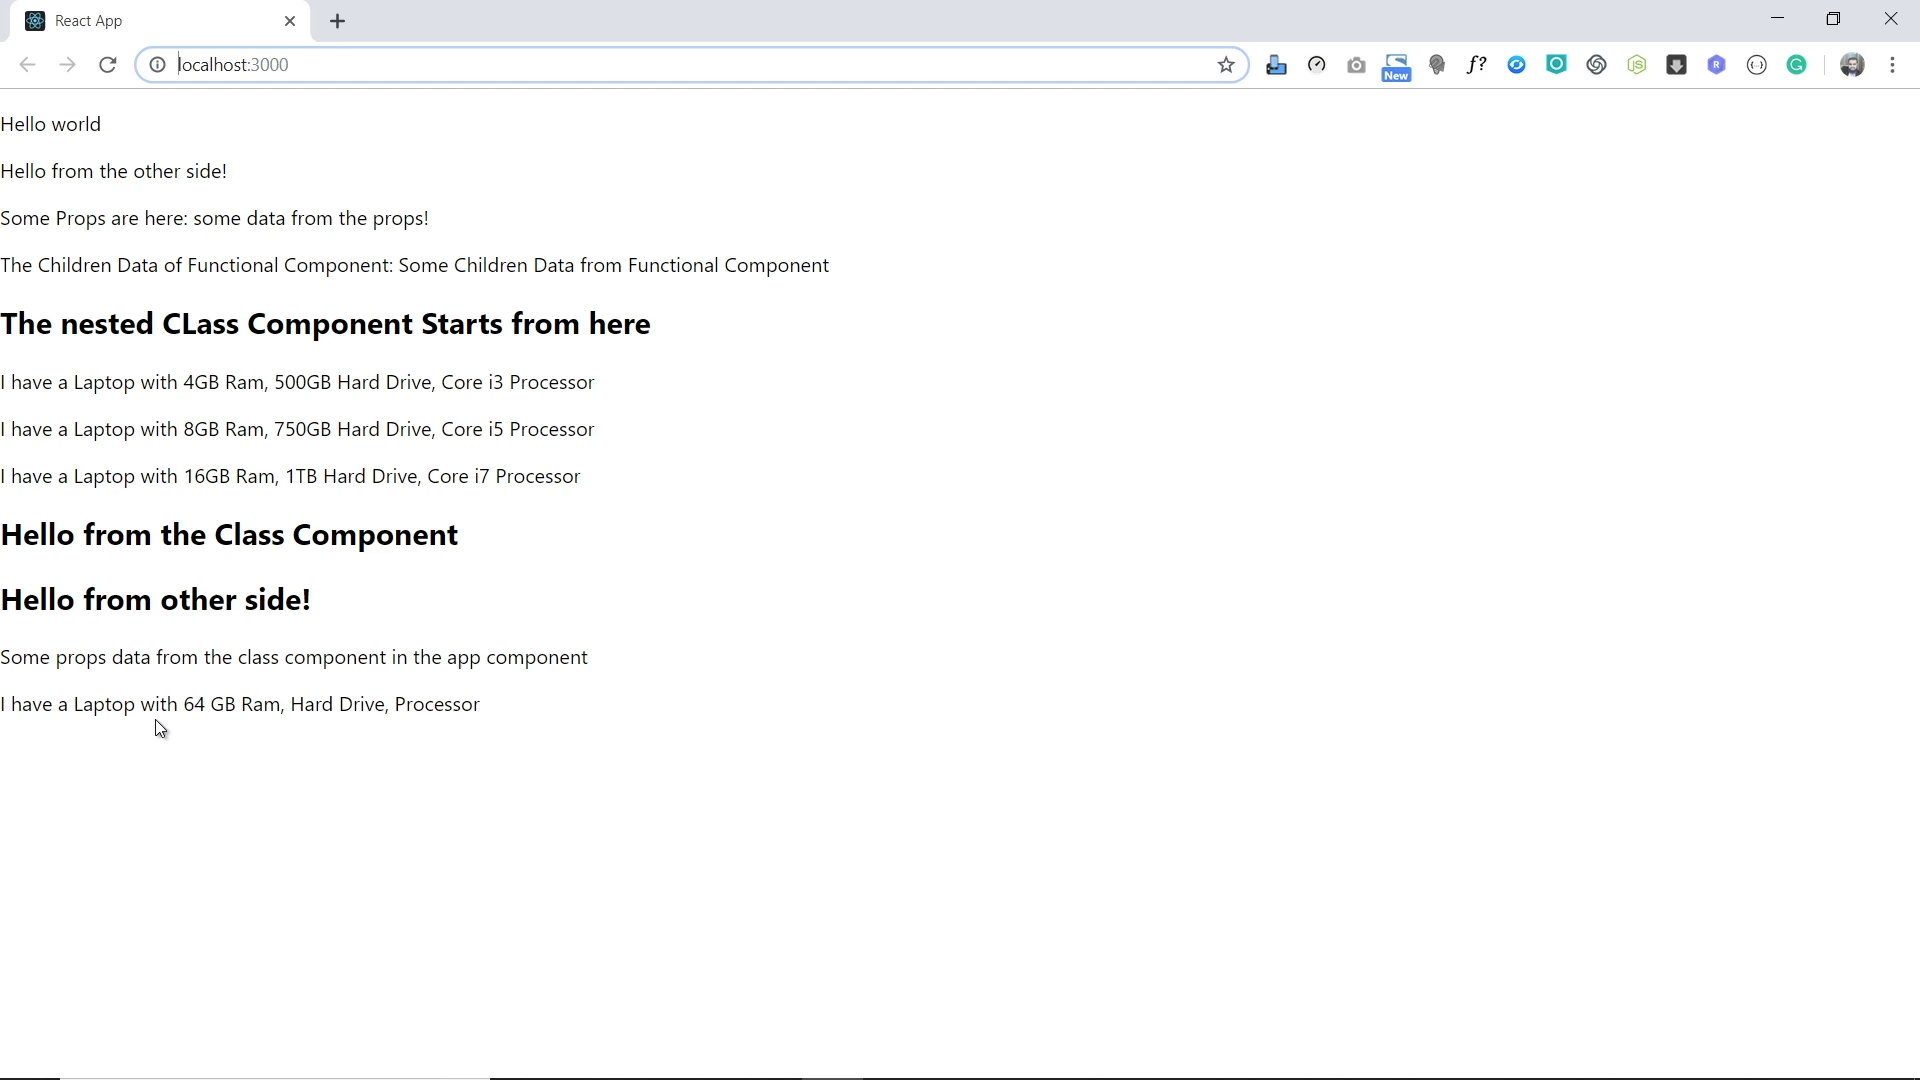 React App
localhost:3000
New
f?
Hello world
Hello from the other side!
Some Props are here: some data from the props!
The Children Data of Functional Component: Some Children Data from Functional Component
The nested CLass Component Starts from here
I have a Laptop with 4GB Ram, 500GB Hard Drive, Core i3 Processor
I have a Laptop with 8GB Ram, 750GB Hard Drive, Core i5 Processor
I have a Laptop with 16GB Ram, 1TB Hard Drive, Core i7 Processor
Hello from the Class Component
Hello from other side!
Some props data from the class component in the app component
I have a Laptop with 64 GB Ram, Hard Drive, Processor